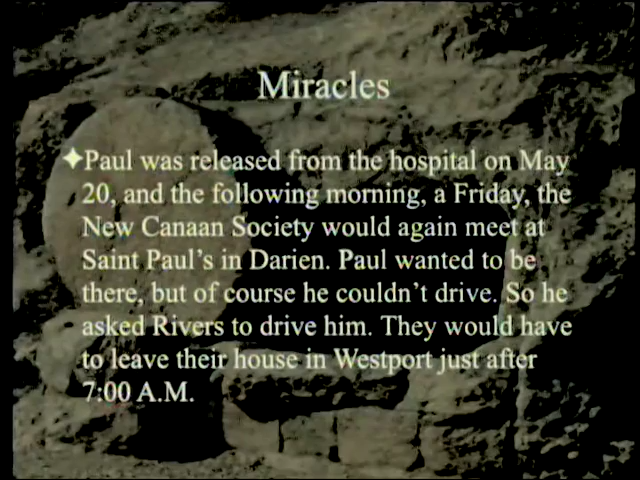 Miracles
✦Paul was released from the hospital on May
20, and the following morning, a Friday, the
New Canaan Society would again meet at
Saint Paul's in Darien. Paul wanted to be
there, but of course he couldn't drive. So he
asked Rivers to drive him. They would have
to leave their house in Westport just after
7:00 A.M.